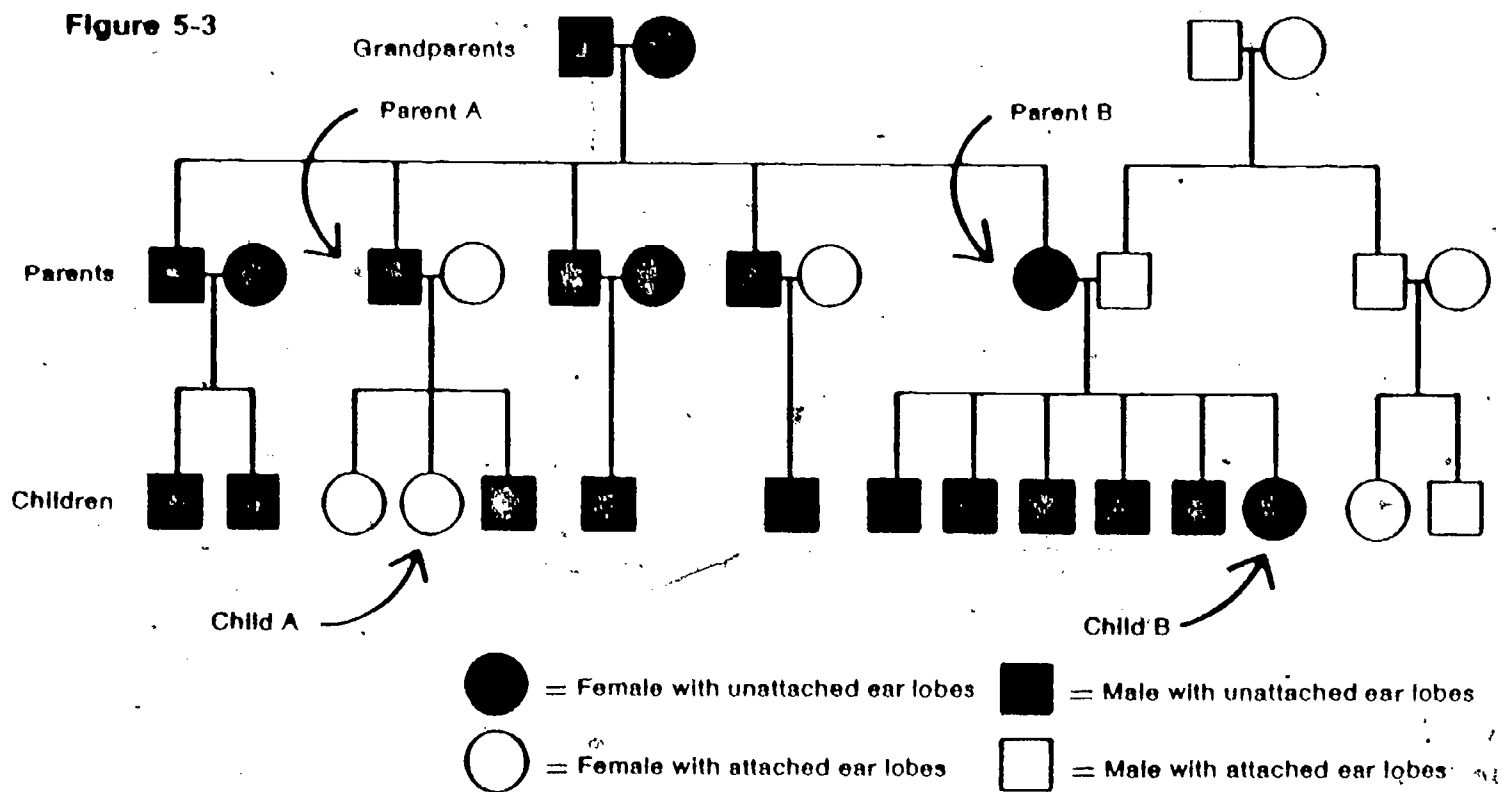 Figure 5-3
Grandparents
Parent A
Parent B
Parents
Children
Child A
Child B
= Female with unattached ear lobes
= Male with unattached ear lobes
= Female with attached ear lobes
= Male with attached ear lobes